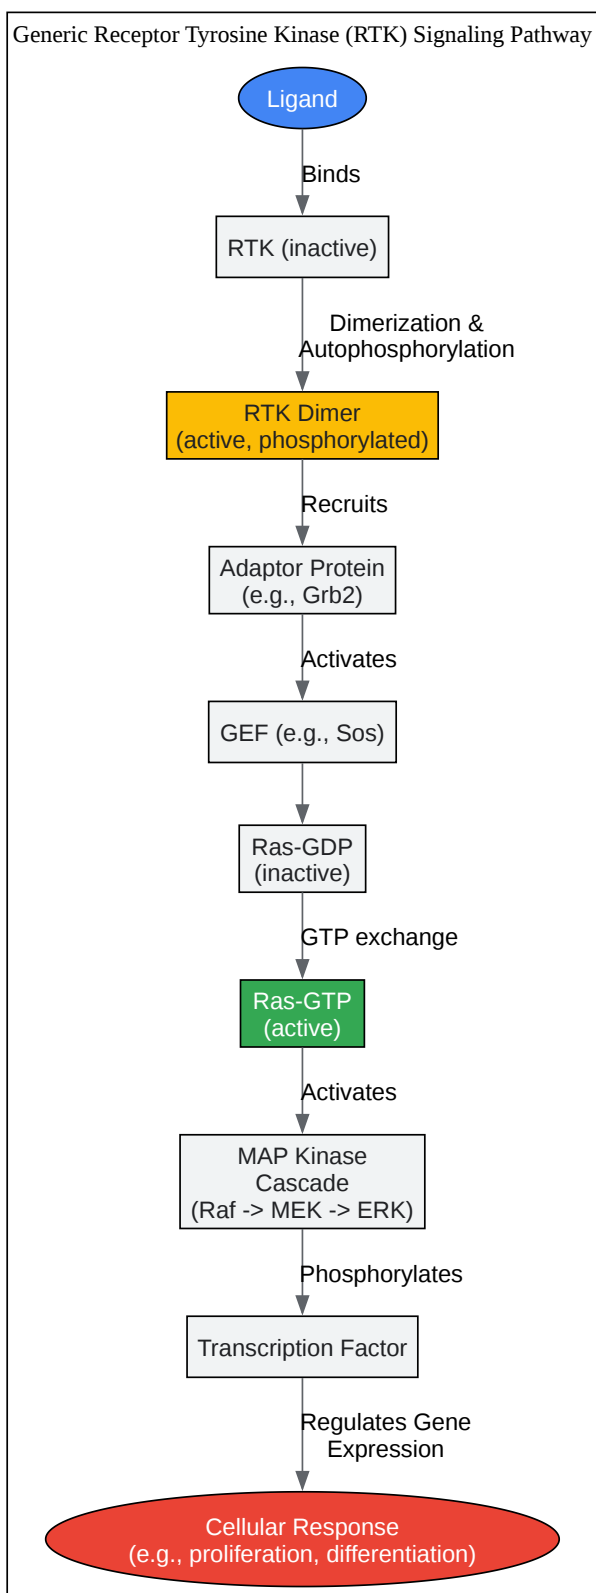 Generic Receptor Tyrosine Kinase (RTK) Signaling Pathway
Ligand
Binds
RTK (inactive)
Dimerization &
Autophosphorylation
RTK Dimer
(active, phosphorylated)
Recruits
Adaptor Protein
(e.g., Grb2)
Activates
GEF (e.g., Sos)
Ras-GDP
(inactive)
GTP exchange
Ras-GTP
(active)
Activates
MAP Kinase
Cascade
(Raf -> MEK -> ERK)
Phosphorylates
Transcription Factor
Regulates Gene
Expression
Cellular Response
(e.g., proliferation, differentiation)